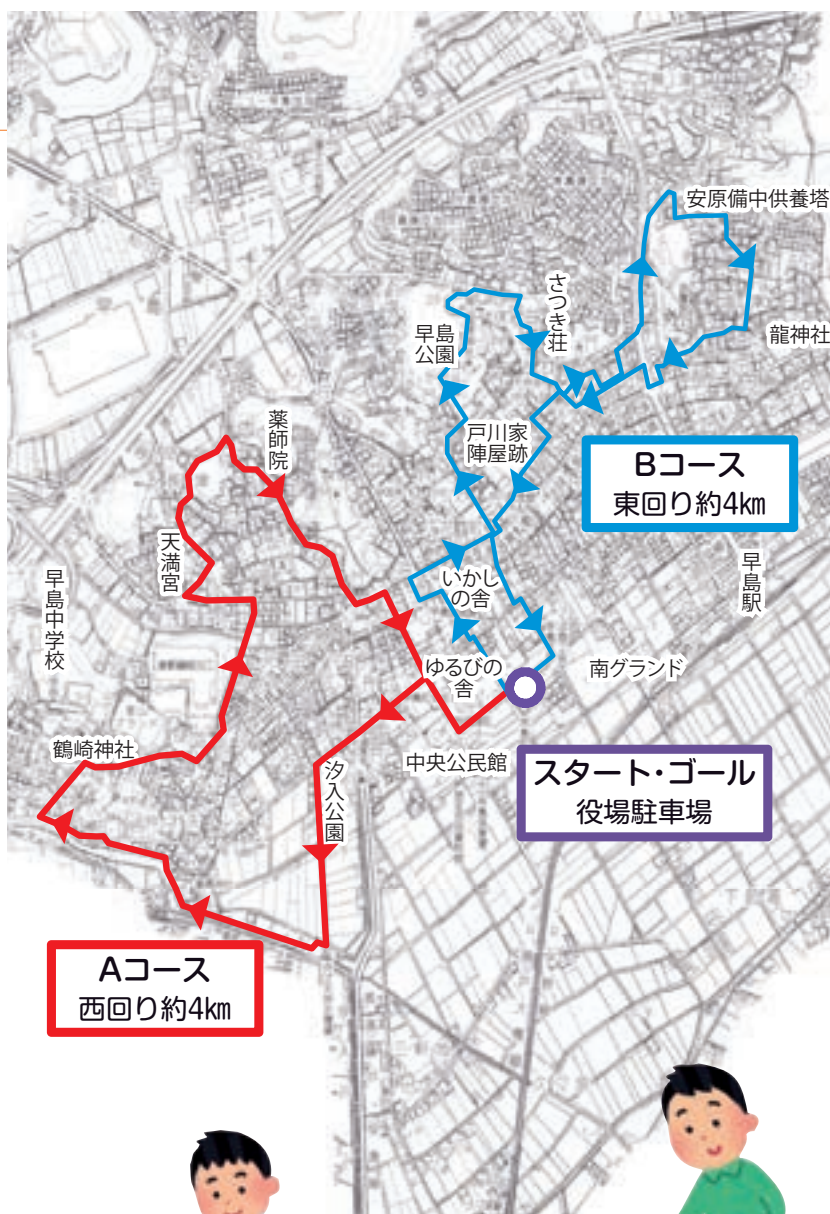 安原備中供養塔
さつき荘
龍神社
早島
公園
戸川家
陣屋跡
Bコース
東回り約4km
薬師院
天満宮
早島中学校
早島駅
いかし
の舎
ゆるびの
舎
南グランド
鶴崎神社
中央公民館
汐入公園
スタート・ゴール
役場駐車場
Aコース
西回り約4km